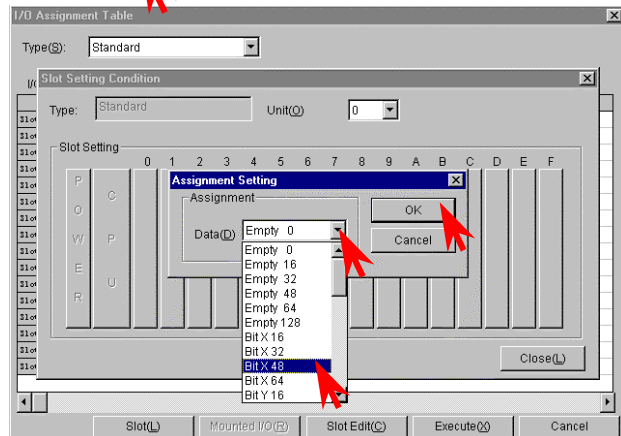 I/O Assignment Table
Type(S): Standard
I/O
Slot Setting Condition
Type: Standard Unit(O) 0
Slot Setting
0 1 2 3 4 5 6 7 8 9 A B C D E F
POWER
CPU
Assignment Setting
Assignment
Data(D) Empty 0
OK
Cancel
Empty 0
Empty 16
Empty 32
Empty 48
Empty 64
Empty 128
Bit X 16
Bit X 32
Bit X 48
Bit X 64
Bit Y 16
Close(L)
Slot(L) Mounted I/O(R) Slot Edit(C) Execute(X) Cancel